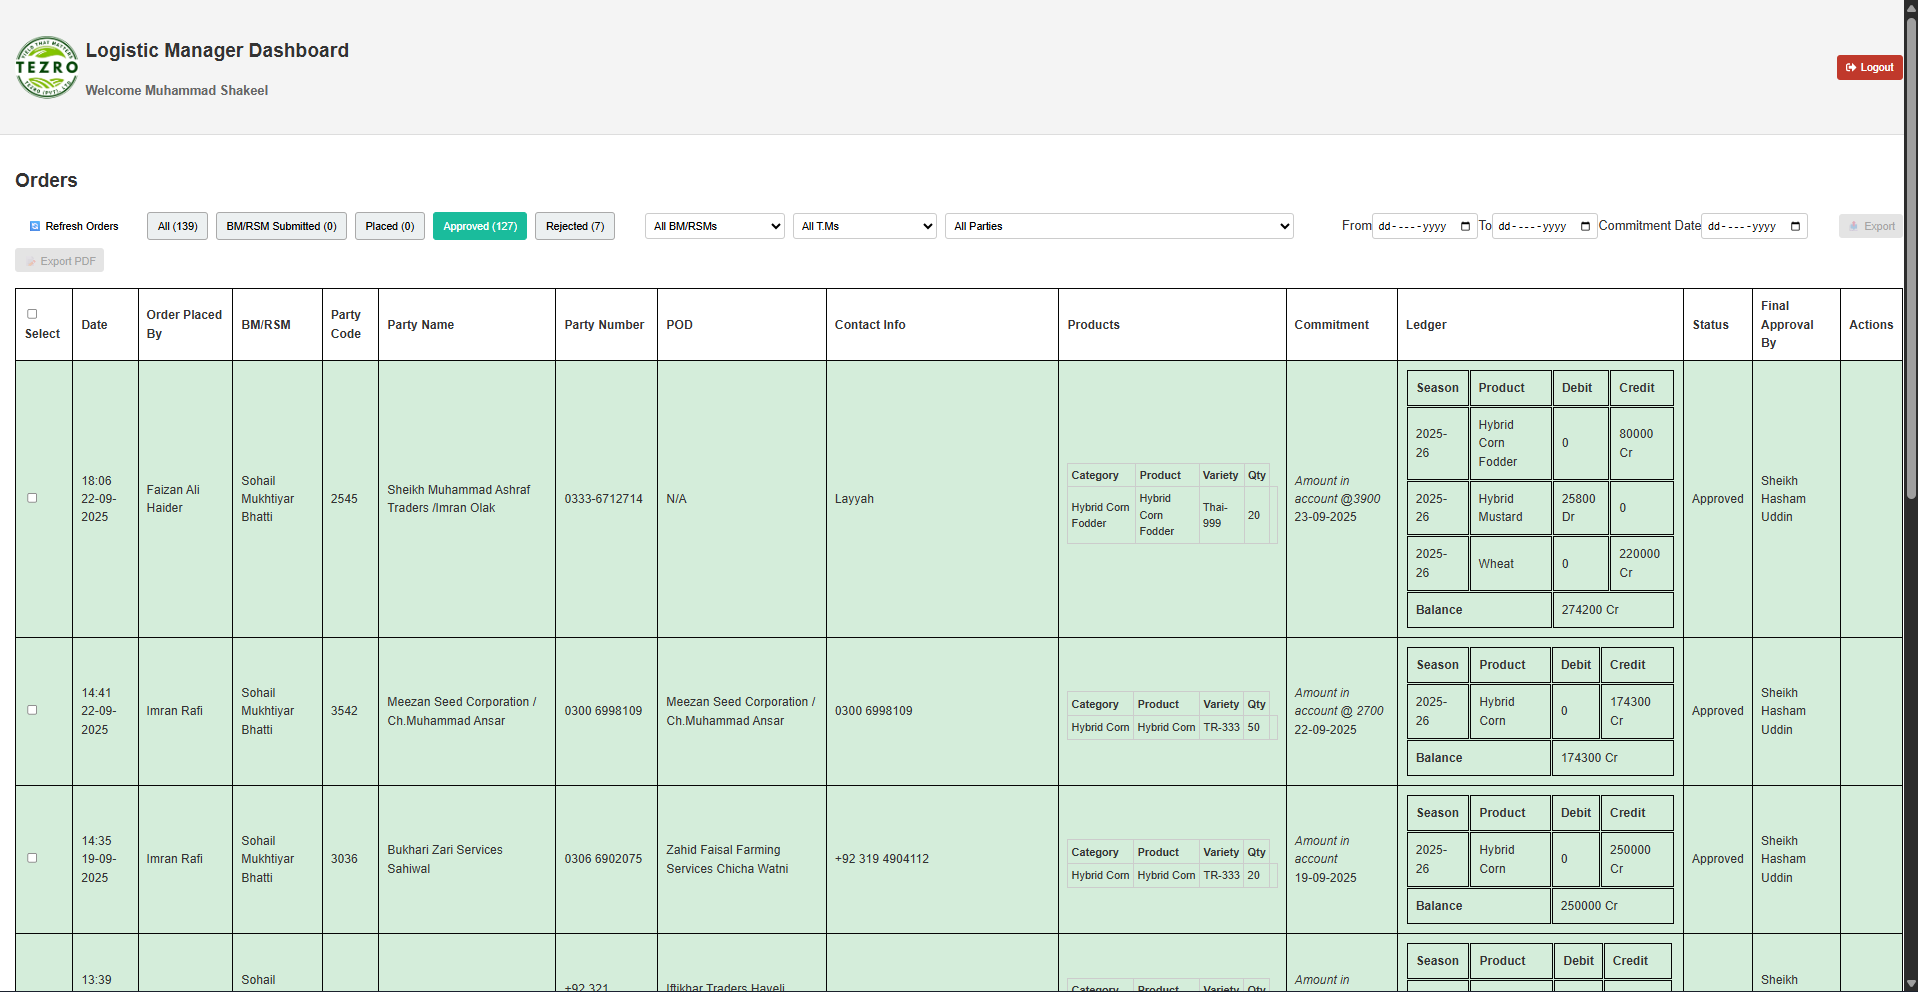 YIELD THAT MATTERS
TEZRO
TEZRO (PVT). LTD
Logistic Manager Dashboard
Welcome Muhammad Shakeel
Logout
Orders
Refresh Orders
All (139)
BM/RSM Submitted (0)
Placed (0)
Approved (127)
Rejected (7)
All BM/RSMs
All T.Ms
All Parties
From dd----yyyy To dd----yyyy Commitment Date dd----yyyy
Export
Export PDF
Select
Date
Order Placed
By
BM/RSM
Party
Code
Party Name
Party Number
POD
Contact Info
Products
Commitment
Ledger
Status
Final
Approval
By
Actions
18:06
22-09-
2025
Faizan Ali
Haider
Sohail
Mukhtiyar
Bhatti
2545
Sheikh Muhammad Ashraf
Traders /Imran Olak
0333-6712714
N/A
Layyah
Category Product Variety Qty
Hybrid Corn
Fodder
Hybrid
Corn
Fodder
Thai-
999
20
Amount in
account @3900
23-09-2025
Season Product Debit Credit
2025-
26
Hybrid
Corn
Fodder
0
80000
Cr
2025-
26
Hybrid
Mustard
25800
Dr
0
2025-
26
Wheat
0
220000
Cr
Balance 274200 Cr
Approved
Sheikh
Hasham
Uddin
14:41
22-09-
2025
Imran Rafi
Sohail
Mukhtiyar
Bhatti
3542
Meezan Seed Corporation /
Ch.Muhammad Ansar
0300 6998109
Meezan Seed Corporation /
Ch.Muhammad Ansar
0300 6998109
Category Product Variety Qty
Hybrid Corn Hybrid Corn TR-333 50
Amount in
account @ 2700
22-09-2025
Season Product Debit Credit
2025-
26
Hybrid
Corn
0
174300
Cr
Balance 174300 Cr
Approved
Sheikh
Hasham
Uddin
14:35
19-09-
2025
Imran Rafi
Sohail
Mukhtiyar
Bhatti
3036
Bukhari Zari Services
Sahiwal
0306 6902075
Zahid Faisal Farming
Services Chicha Watni
+92 319 4904112
Category Product Variety Qty
Hybrid Corn Hybrid Corn TR-333 20
Amount in
account
19-09-2025
Season Product Debit Credit
2025-
26
Hybrid
Corn
0
250000
Cr
Balance 250000 Cr
Approved
Sheikh
Hasham
Uddin
13:39
Sohail
+92 321
Iftikhar Traders Haveli
Category Product Variety Qty
Amount in
Season Product Debit Credit
Sheikh